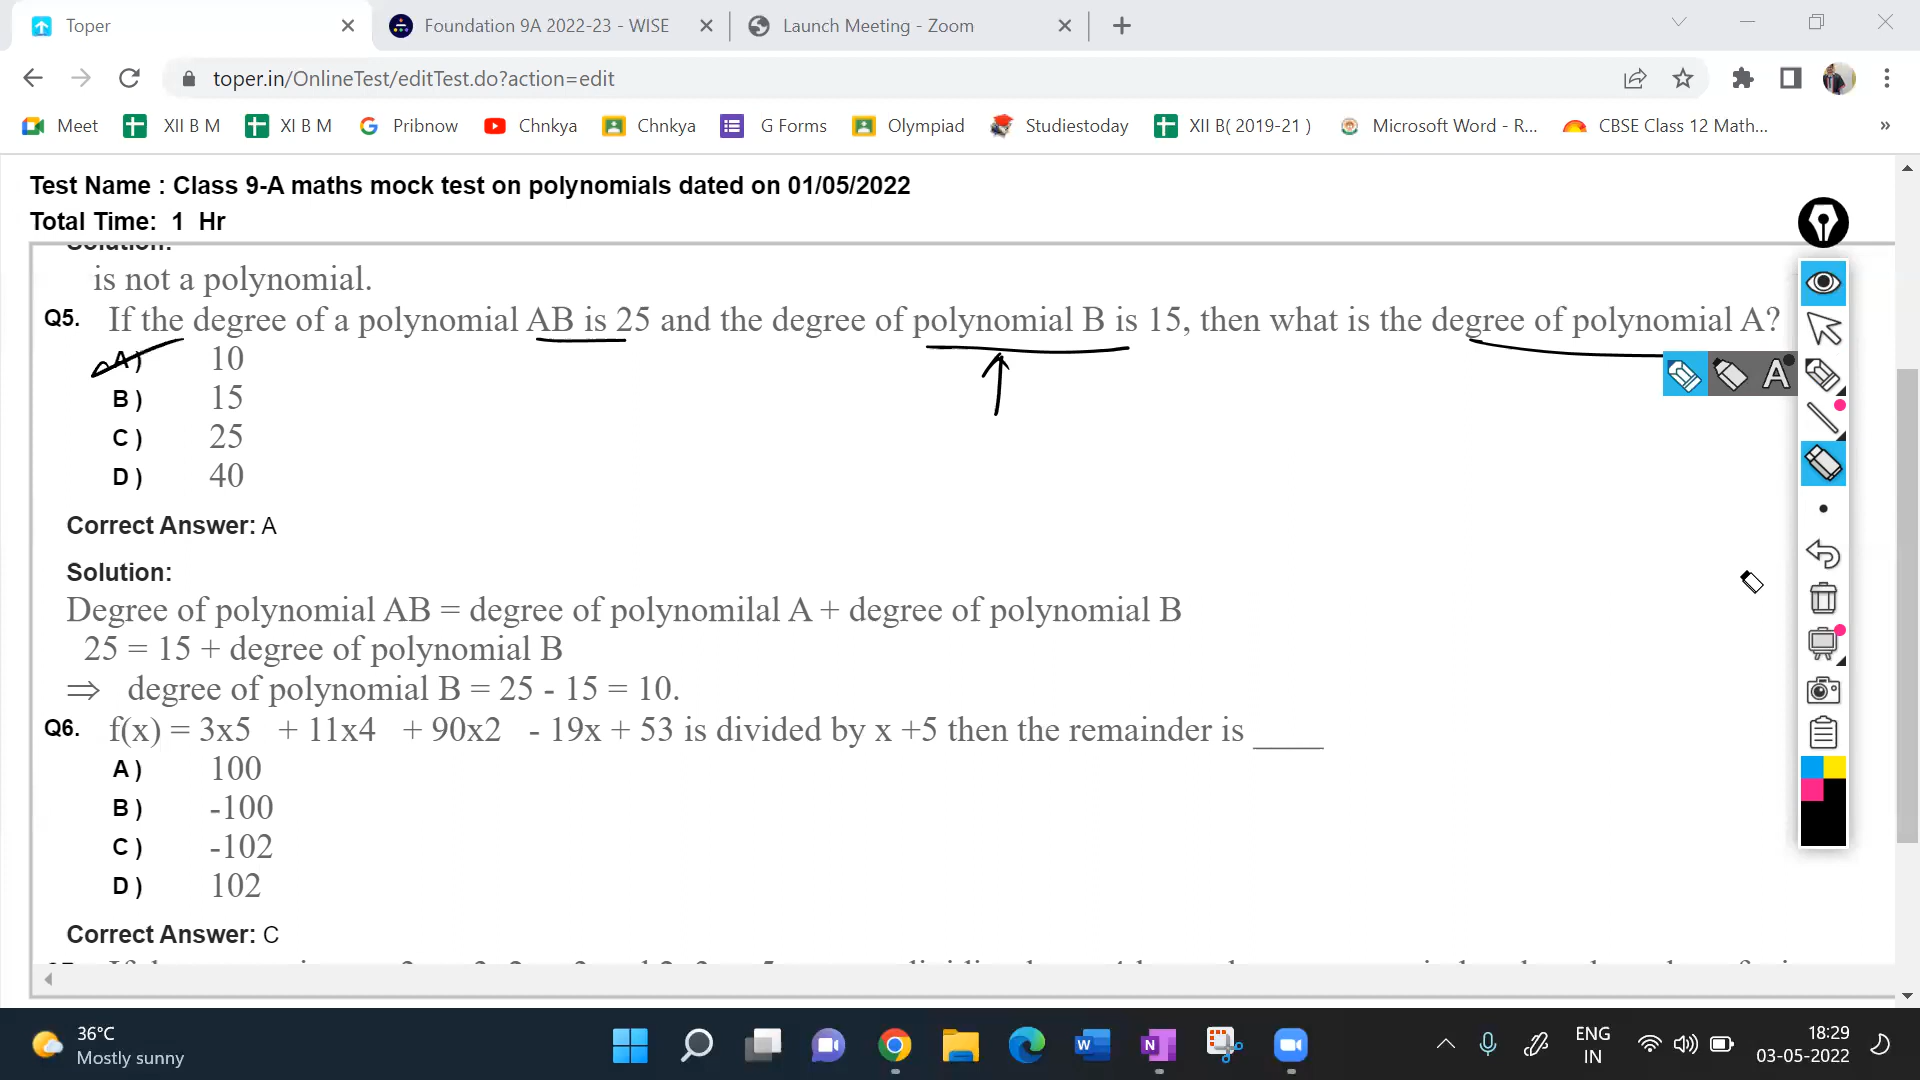 Toper
Foundation 9A 2022-23 - WISE
Launch Meeting - Zoom
toper.in/OnlineTest/editTest.do?action=edit
Meet XII B M XI B M Pribnow Chnkya Chnkya G Forms Olympiad Studiestoday XII B( 2019-21 ) Microsoft Word - R... CBSE Class 12 Math... »
Test Name : Class 9-A maths mock test on polynomials dated on 01/05/2022
Total Time: 1 Hr
Solution:
is not a polynomial.
Q5. If the degree of a polynomial AB is 25 and the degree of polynomial B is 15, then what is the degree of polynomial A?
A ) 10
B ) 15
C ) 25
D ) 40
A
Correct Answer: A
Solution:
Degree of polynomial AB = degree of polynomilal A + degree of polynomial B
25 = 15 + degree of polynomial B
⇒ degree of polynomial B = 25 - 15 = 10.
Q6. f(x) = 3x5 + 11x4 + 90x2 - 19x + 53 is divided by x +5 then the remainder is ____
A ) 100
B ) -100
C ) -102
D ) 102
Correct Answer: C
36°C
Mostly sunny
ENG
IN
18:29
03-05-2022